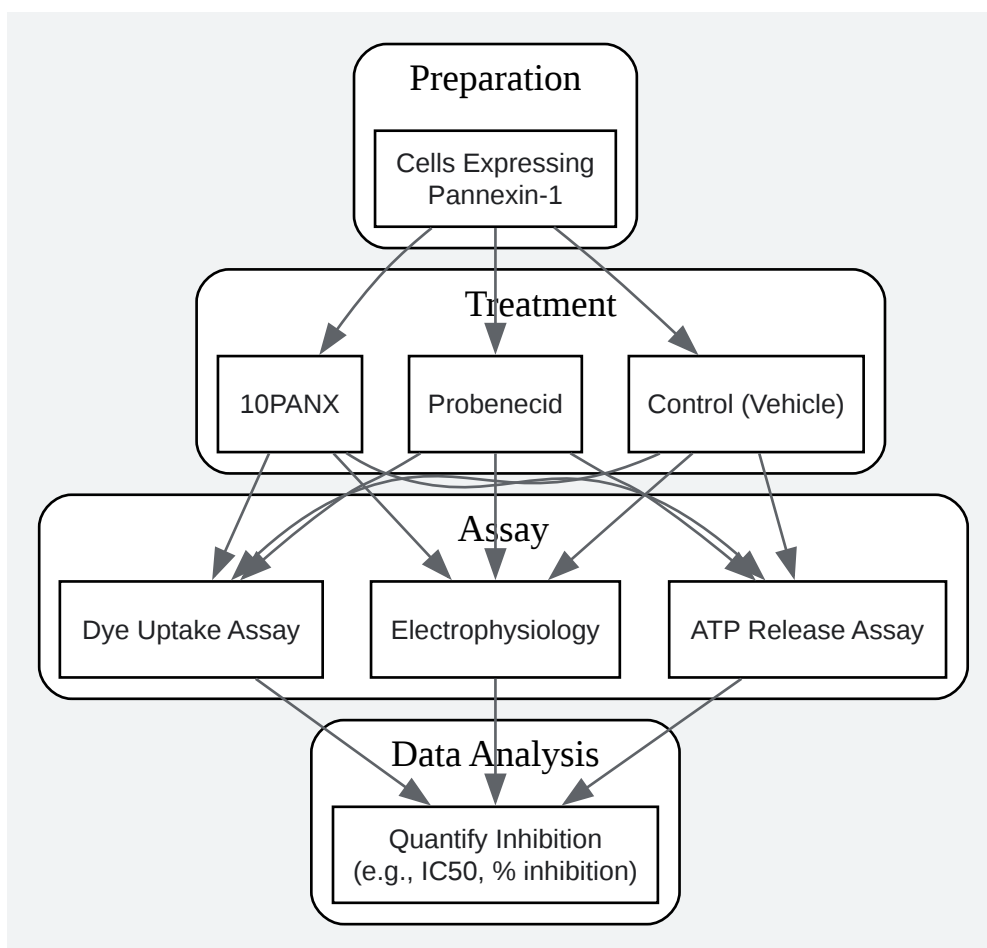 Preparation
Cells Expressing
Pannexin-1
Treatment
10PANX
Probenecid
Control (Vehicle)
Assay
Dye Uptake Assay
Electrophysiology
ATP Release Assay
Data Analysis
Quantify Inhibition
(e.g., IC50, % inhibition)